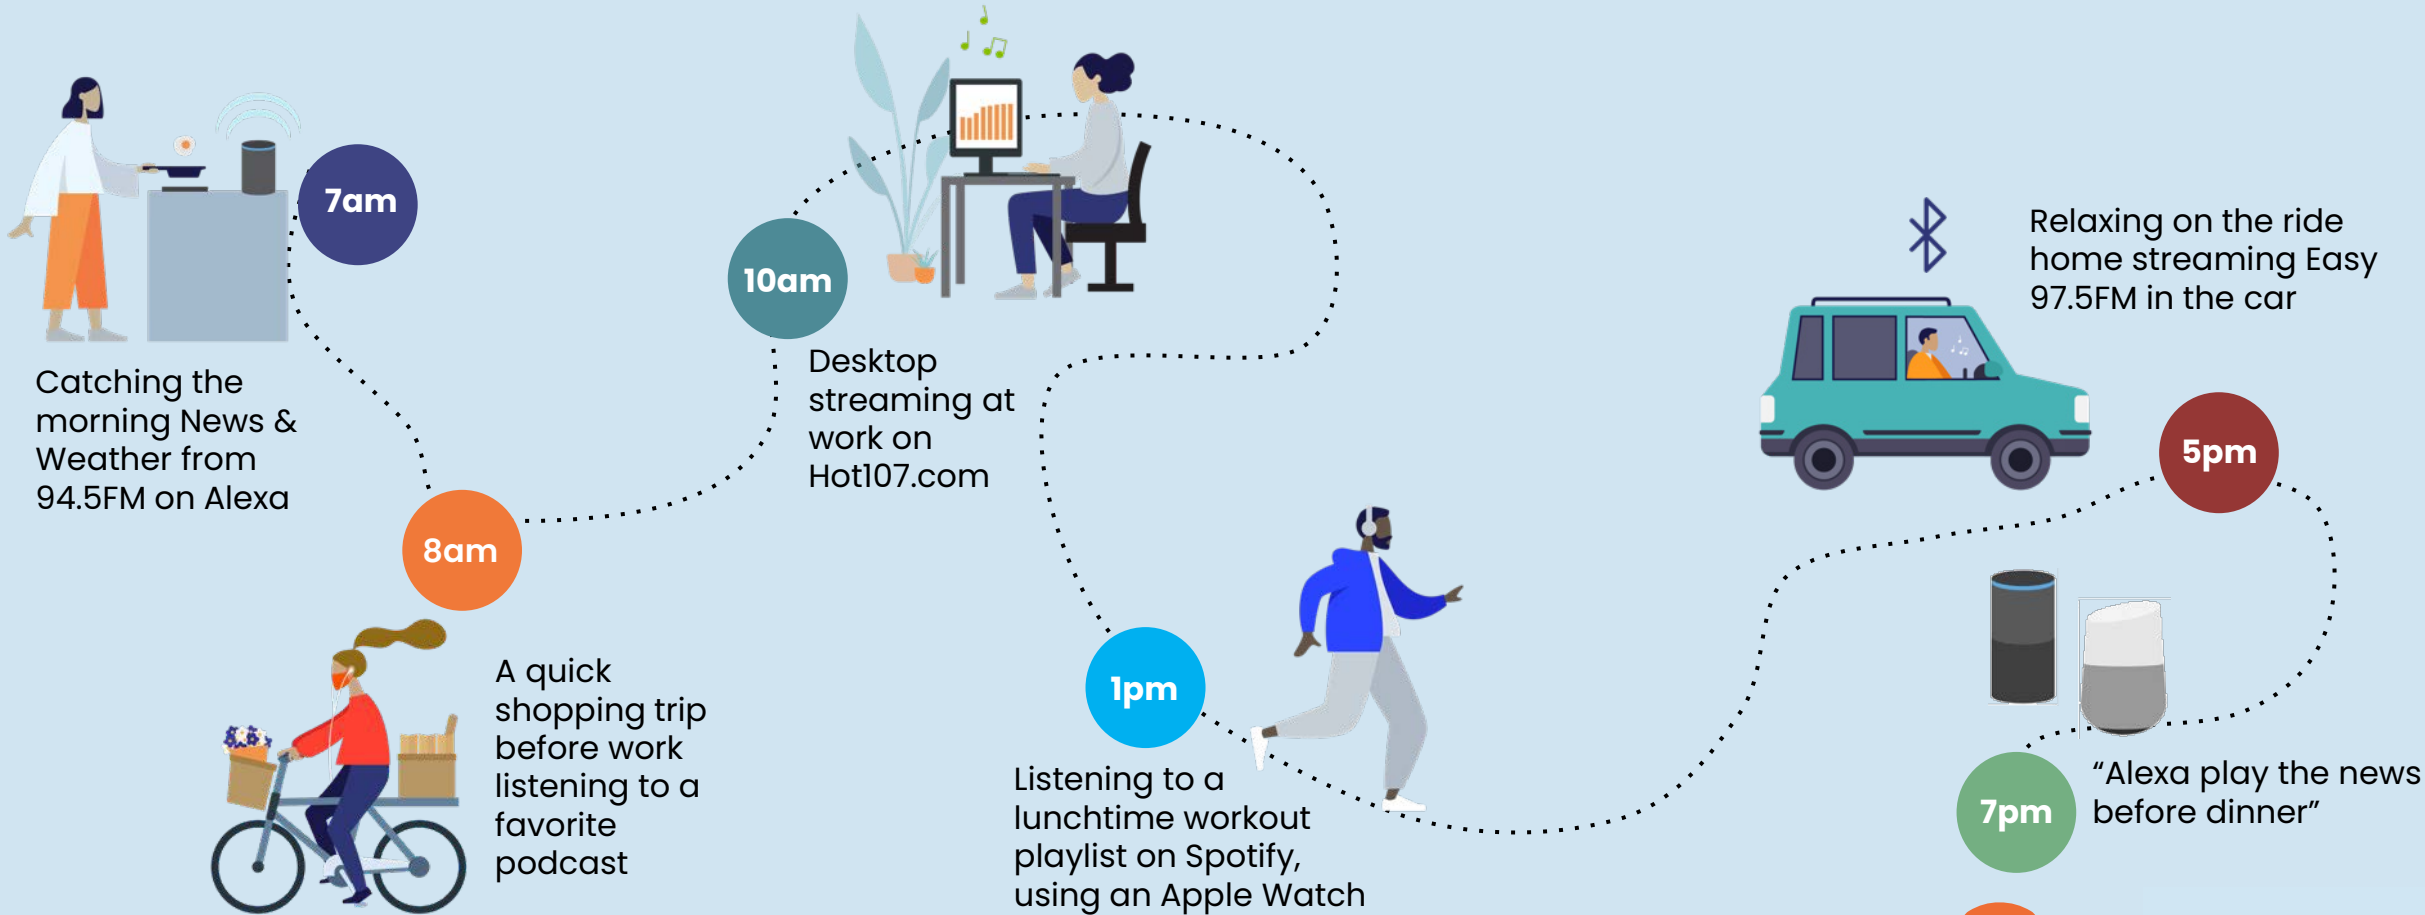 7am
Catching the
morning News &
Weather from
94.5FM on Alexa
8am
A quick
shopping trip
before work
listening to a
favorite
podcast
10am
Desktop
streaming at
work on
Hot107.com
1pm
Listening to a
lunchtime workout
playlist on Spotify,
using an Apple Watch
Relaxing on the ride
home streaming Easy
97.5FM in the car
5pm
7pm
“Alexa play the news
before dinner”